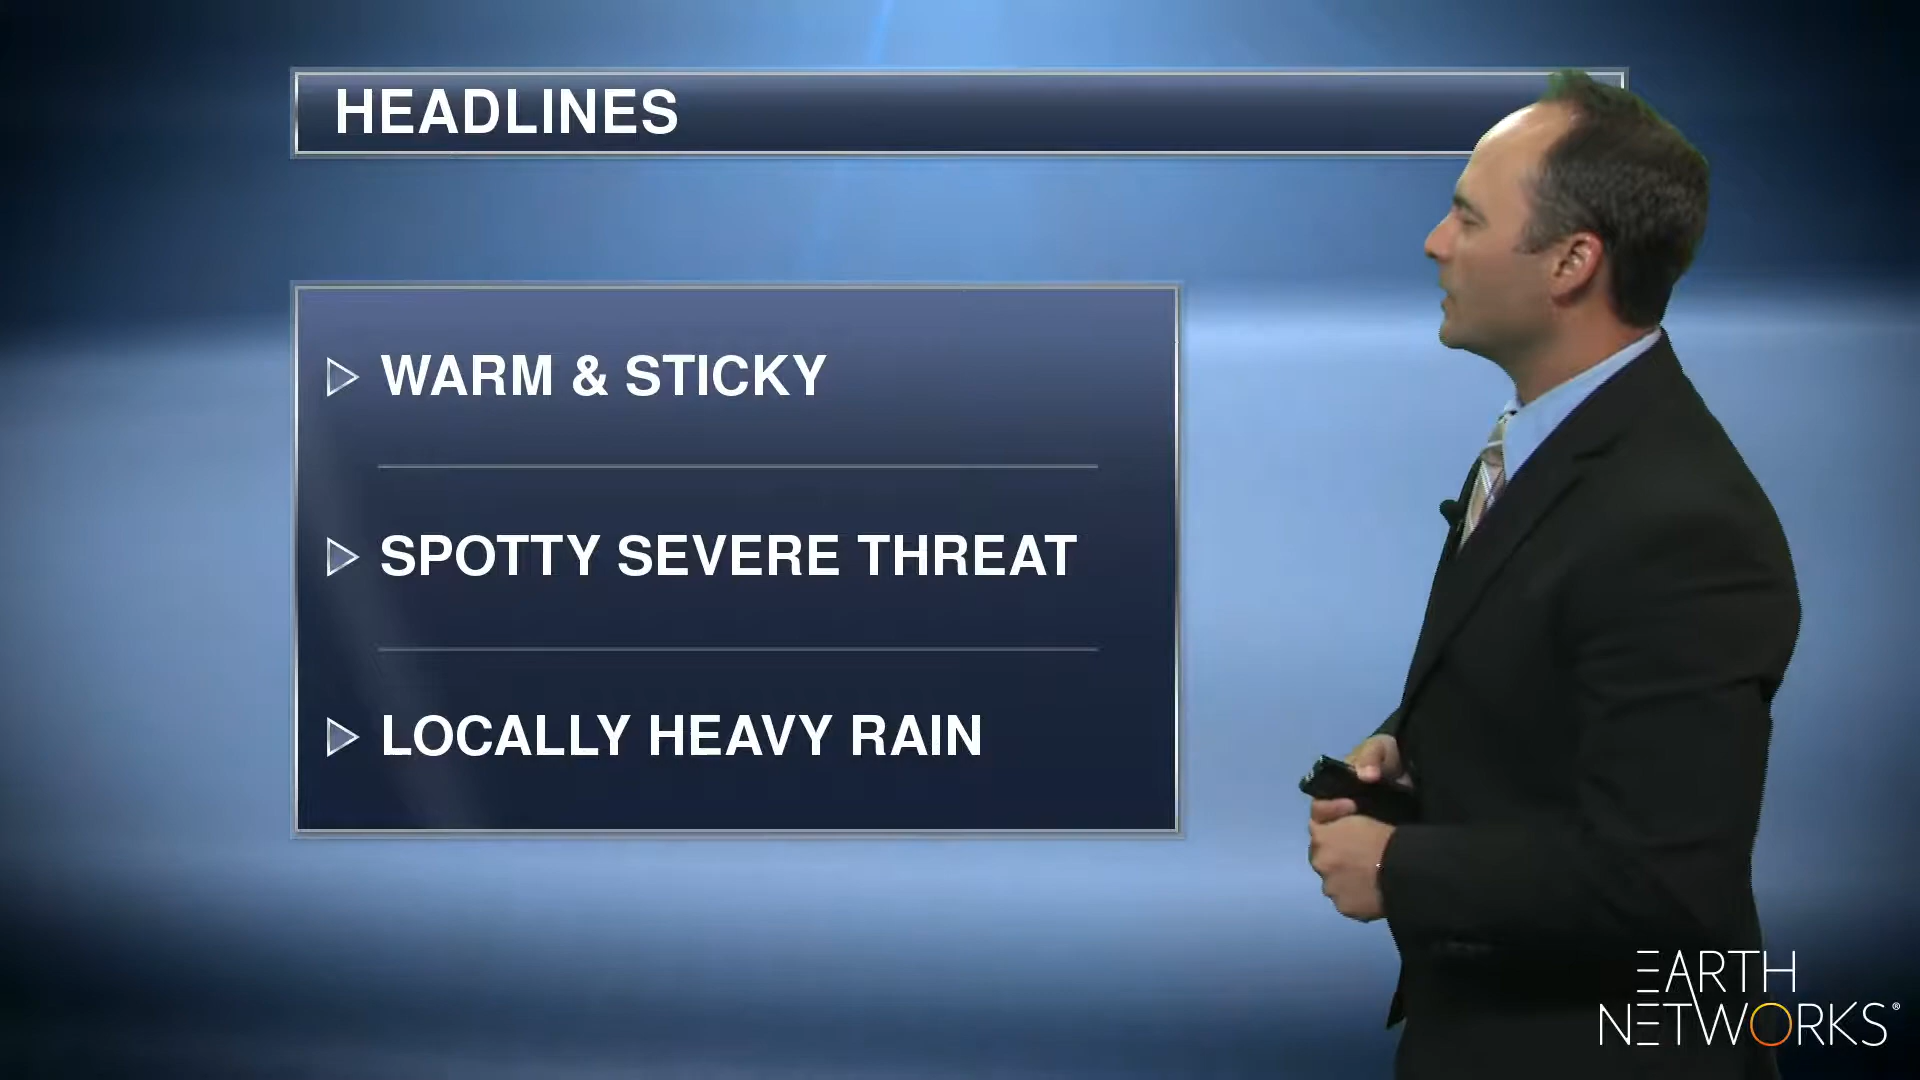 HEADLINES
WARM & STICKY
SPOTTY SEVERE THREAT
LOCALLY HEAVY RAIN
EARTH
NETWORKS®